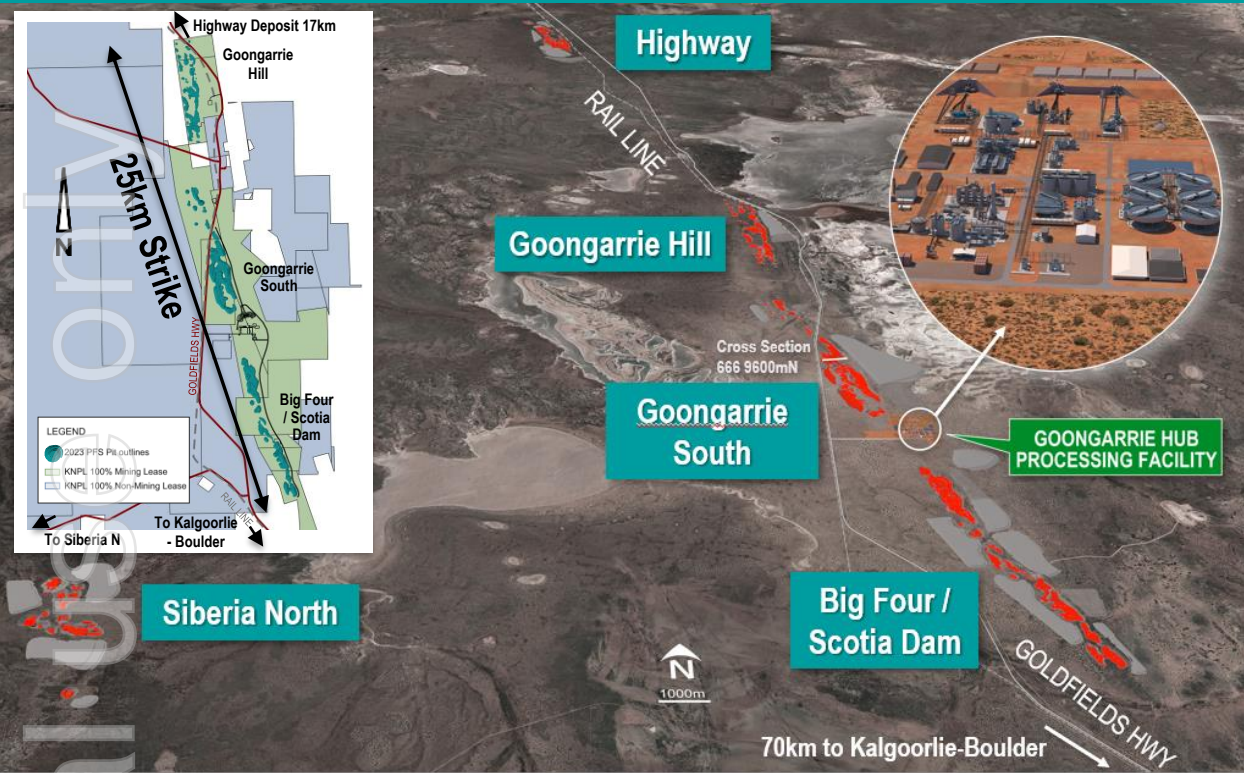 Highway Deposit 17km
Goongarrie
Hill
25km Strike
N
Goongarrie
South
GOLDFIELDS HWY
Big Four
/ Scotia
Dam
LEGEND
2023 PFS Pit outlines
KNPL 100% Mining Lease
KNPL 100% Non-Mining Lease
RAIL LINE
To Siberia N
To Kalgoorlie
- Boulder
Highway
RAIL LINE
Goongarrie Hill
Cross Section
666 9600mN
Goongarrie
South
GOONGARRIE HUB
PROCESSING FACILITY
Siberia North
Big Four /
Scotia Dam
N
1000m
GOLDFIELDS HWY
70km to Kalgoorlie-Boulder
al use only